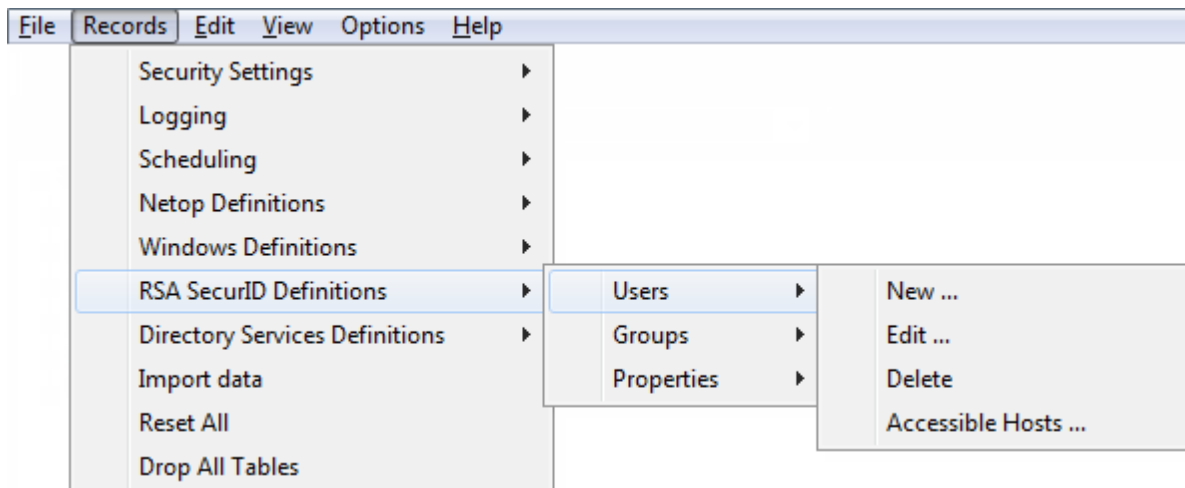 File Records Edit View Options Help
Security Settings
Logging
Scheduling
Netop Definitions
Windows Definitions
RSA SecurID Definitions Users New ...
Directory Services Definitions Groups Edit ...
Import data Properties Delete
Reset All Accessible Hosts ...
Drop All Tables